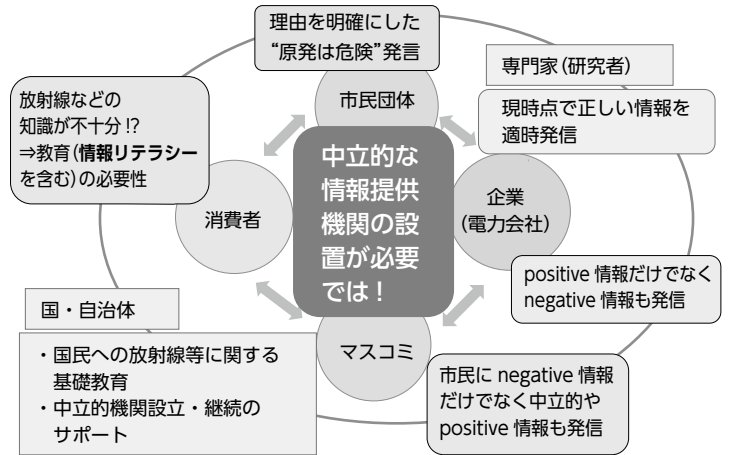 理由を明確にした
“原発は危険”発言
市民団体
専門家(研究者)
現時点で正しい情報を
適時発信
放射線などの
知識が不十分!?
⇒教育(情報リテラシー
を含む)の必要性
中立的な
情報提供
機関の設
置が必要
では!
消費者
企業
(電力会社)
positive 情報だけでなく
negative 情報も発信
国・自治体
・国民への放射線等に関する
基礎教育
・中立的機関設立・継続の
サポート
マスコミ
市民に negative 情報
だけでなく中立的や
positive 情報も発信